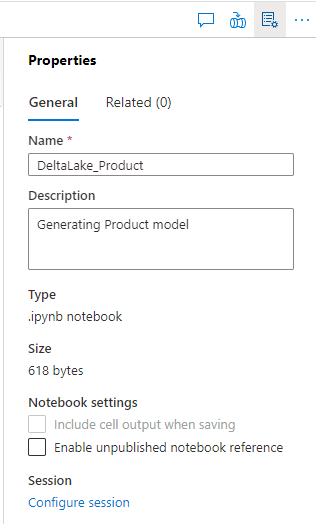 Properties
General Related (0)
Name *
DeltaLake_Product
Description
Generating Product model
Type
.ipynb notebook
Size
618 bytes
Notebook settings
Include cell output when saving
Enable unpublished notebook reference
Session
Configure session